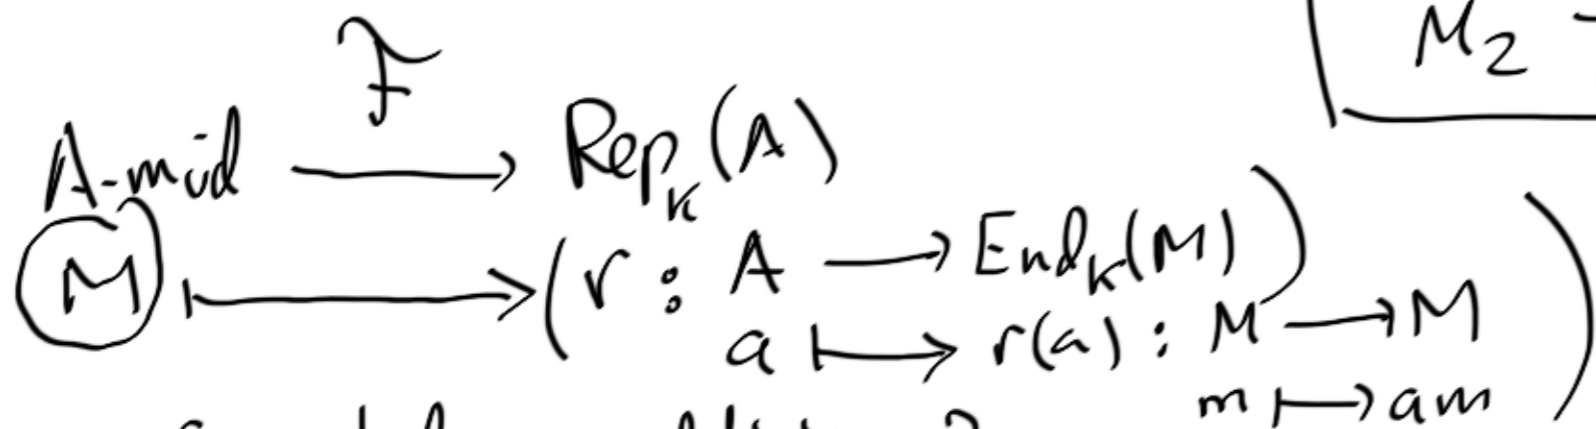 M₂
ℱ
A-mod ⟶ Rep_K(A)
M ⟼ (r : A ⟶ End_K(M))
a ⟼ r(a) : M ⟶ M )
m ⟼ am